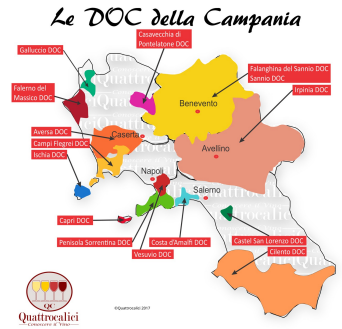 Le DOC della Campania
Casavecchia di
Pontelatone DOC
Galluccio DOC
Falanghina del Sannio DOC
Sannio DOC
Falerno del
Massico DOC
Irpinia DOC
Benevento
Aversa DOC
Caserta
Campi Flegrei DOC
Avellino
Ischia DOC
Napoli
Salerno
Capri DOC
Penisola Sorrentina DOC
Costa d'Amalfi DOC
Castel San Lorenzo DOC
Vesuvio DOC
Cilento DOC
QC
Quattrocalici
Conoscere il Vino
©Quattrocalici 2017
Quattrocalici